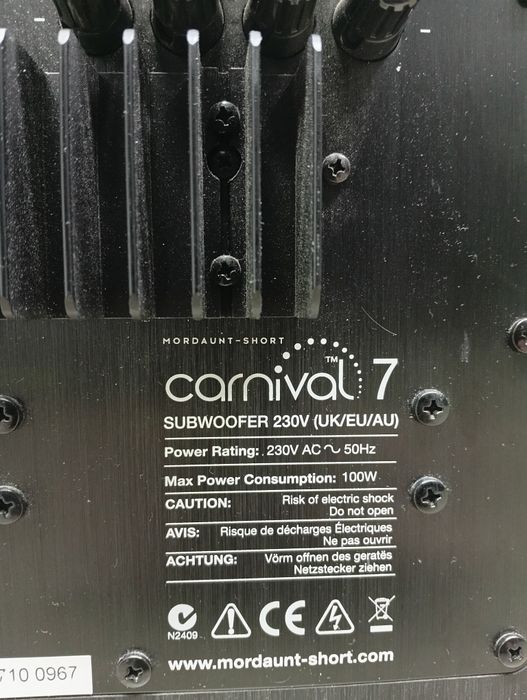 MORDAUNT-SHORT
carnival™ 7
SUBWOOFER 230V (UK/EU/AU)
Power Rating: 230V AC ～ 50Hz
Max Power Consumption: 100W
CAUTION: Risk of electric shock
Do not open
AVIS: Risque de décharges Électriques
Ne pas ouvrir
ACHTUNG: Vörm offnen des geratës
Netzstecker ziehen
N2409
CE
www.mordaunt-short.com
710 0967